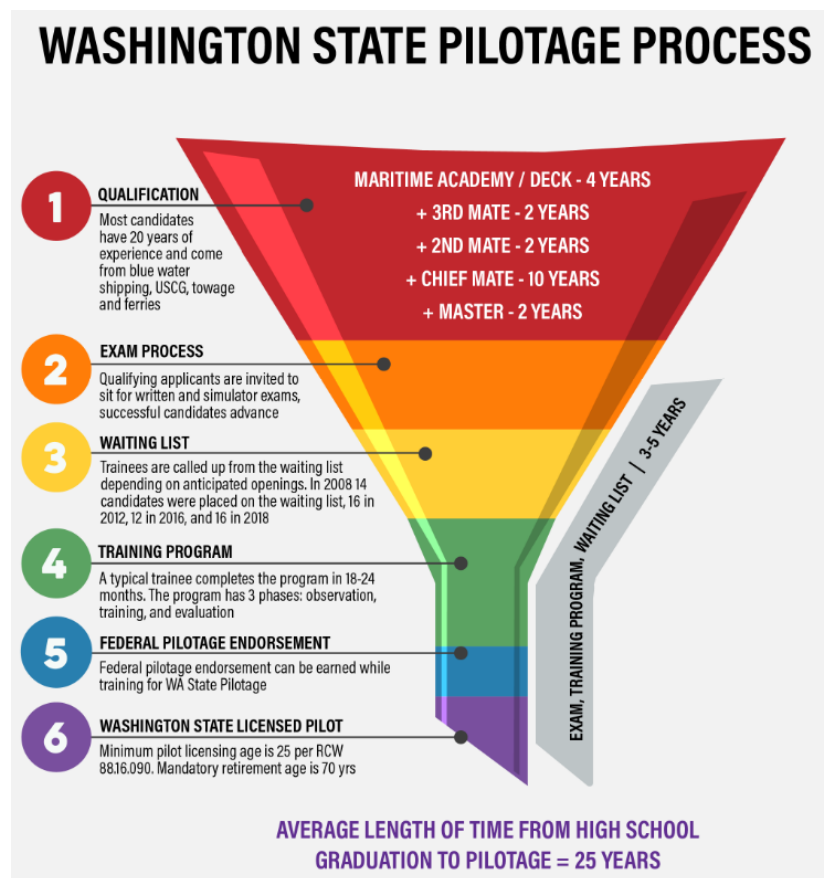 WASHINGTON STATE PILOTAGE PROCESS
1
QUALIFICATION
Most candidates
have 20 years of
experience and come
from blue water
shipping, USCG, towage
and ferries
MARITIME ACADEMY / DECK - 4 YEARS
+ 3RD MATE - 2 YEARS
+ 2ND MATE - 2 YEARS
+ CHIEF MATE - 10 YEARS
+ MASTER - 2 YEARS
2
EXAM PROCESS
Qualifying applicants are invited to
sit for written and simulator exams,
successful candidates advance
3
WAITING LIST
Trainees are called up from the waiting list
depending on anticipated openings. In 2008 14
candidates were placed on the waiting list, 16 in
2012, 12 in 2016, and 16 in 2018
4
TRAINING PROGRAM
A typical trainee completes the program in 18-24
months. The program has 3 phases: observation,
training, and evaluation
5
FEDERAL PILOTAGE ENDORSEMENT
Federal pilotage endorsement can be earned while
training for WA State Pilotage
6
WASHINGTON STATE LICENSED PILOT
Minimum pilot licensing age is 25 per RCW
88.16.090. Mandatory retirement age is 70 yrs
EXAM, TRAINING PROGRAM, WAITING LIST | 3-5 YEARS
AVERAGE LENGTH OF TIME FROM HIGH SCHOOL
GRADUATION TO PILOTAGE = 25 YEARS